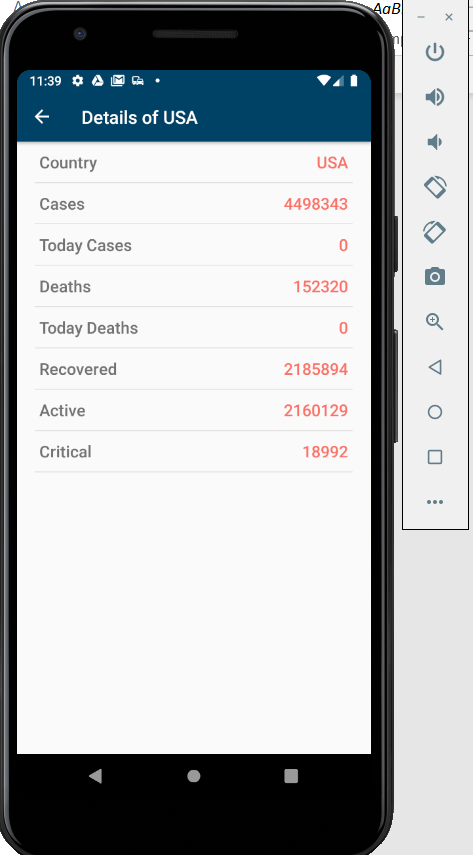 AaB
11:39
Details of USA
Country USA
Cases 4498343
Today Cases 0
Deaths 152320
Today Deaths 0
Recovered 2185894
Active 2160129
Critical 18992